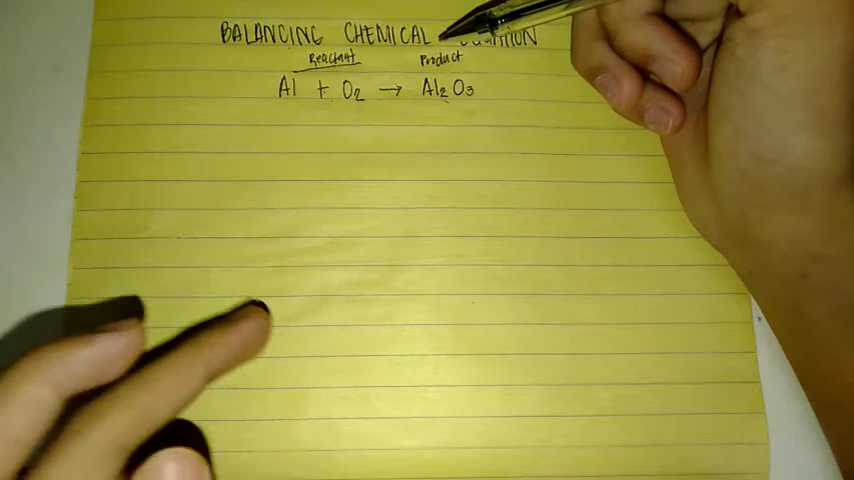 BALANCING CHEMICAL
Reactant Product
Al + O₂ → Al₂O₃